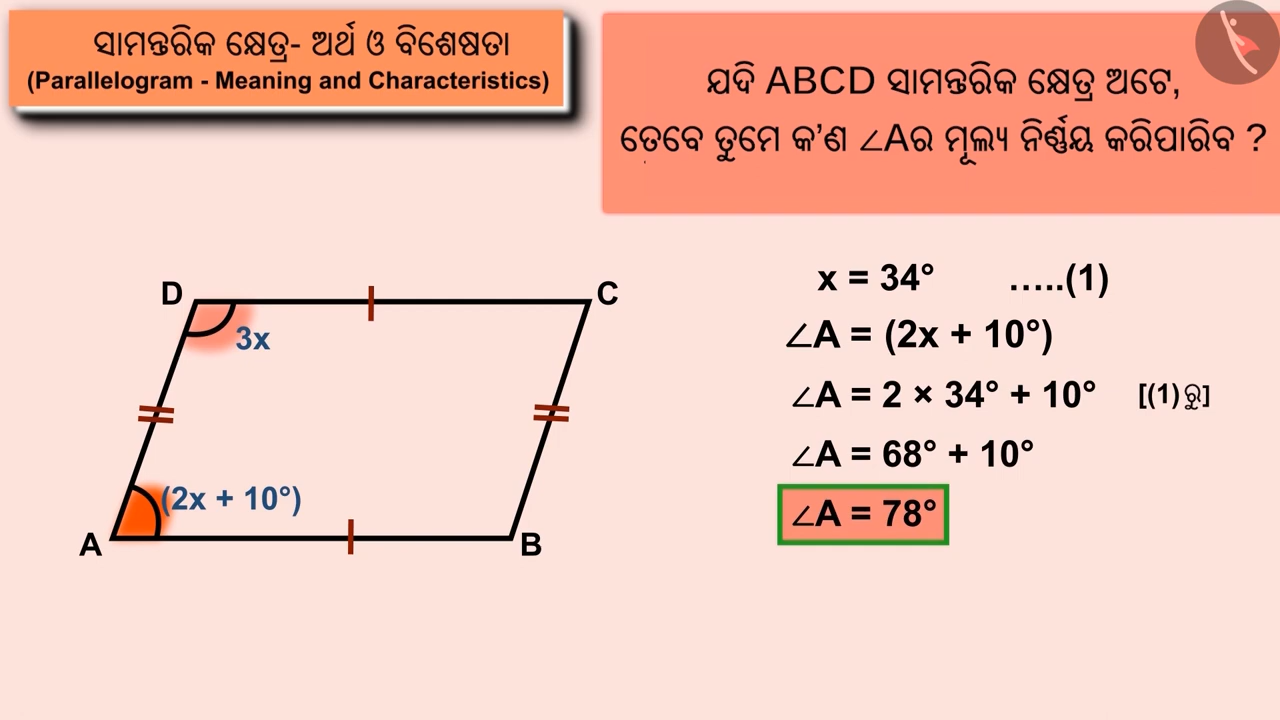 ସାମନ୍ତରିକ କ୍ଷେତ୍ର- ଅର୍ଥ ଓ ବିଶେଷତା
(Parallelogram - Meaning and Characteristics)
ଯଦି ABCD ସାମନ୍ତରିକ କ୍ଷେତ୍ର ଅଟେ,
ତେବେ ତୁମେ କ’ଣ ∠Aର ମୂଲ୍ୟ ନିର୍ଣ୍ଣୟ କରିପାରିବ ?
D
C
3x
(2x + 10°)
A
B
x = 34° …..(1)
∠A = (2x + 10°)
∠A = 2 × 34° + 10° [(1) ରୁ]
∠A = 68° + 10°
∠A = 78°